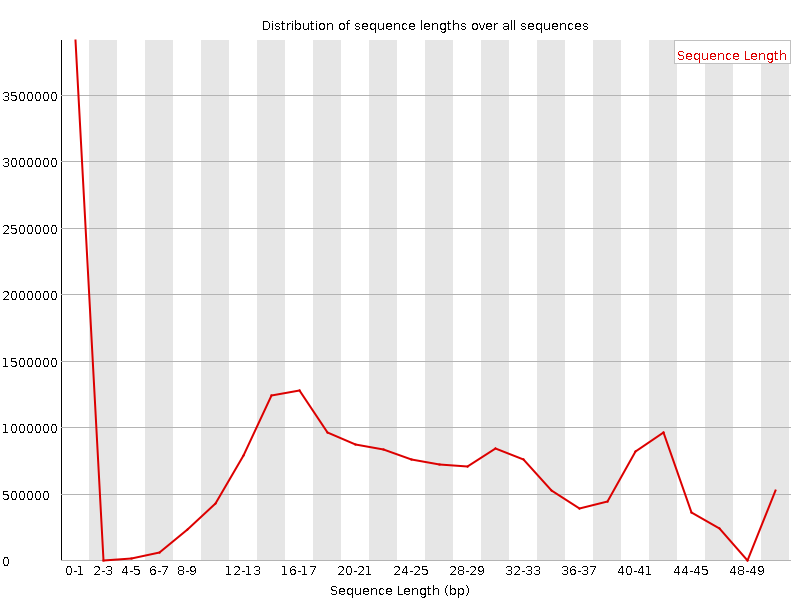 Distribution of sequence lengths over all sequences
Sequence Length
3500000
3000000
2500000
2000000
1500000
1000000
500000
0
0-1 2-3 4-5 6-7 8-9 12-13 16-17 20-21 24-25 28-29 32-33 36-37 40-41 44-45 48-49
Sequence Length (bp)